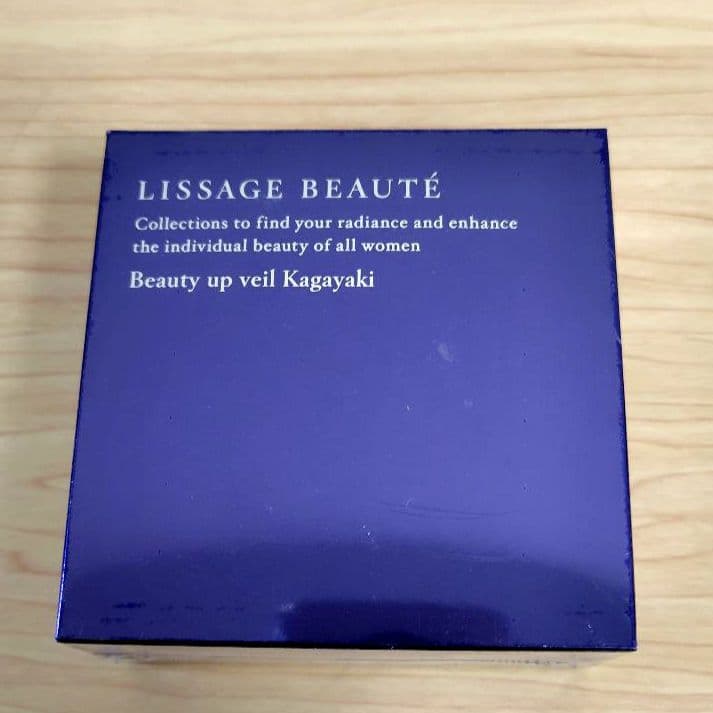 LISSAGE BEAUTÉ
Collections to find your radiance and enhance
the individual beauty of all women
Beauty up veil Kagayaki